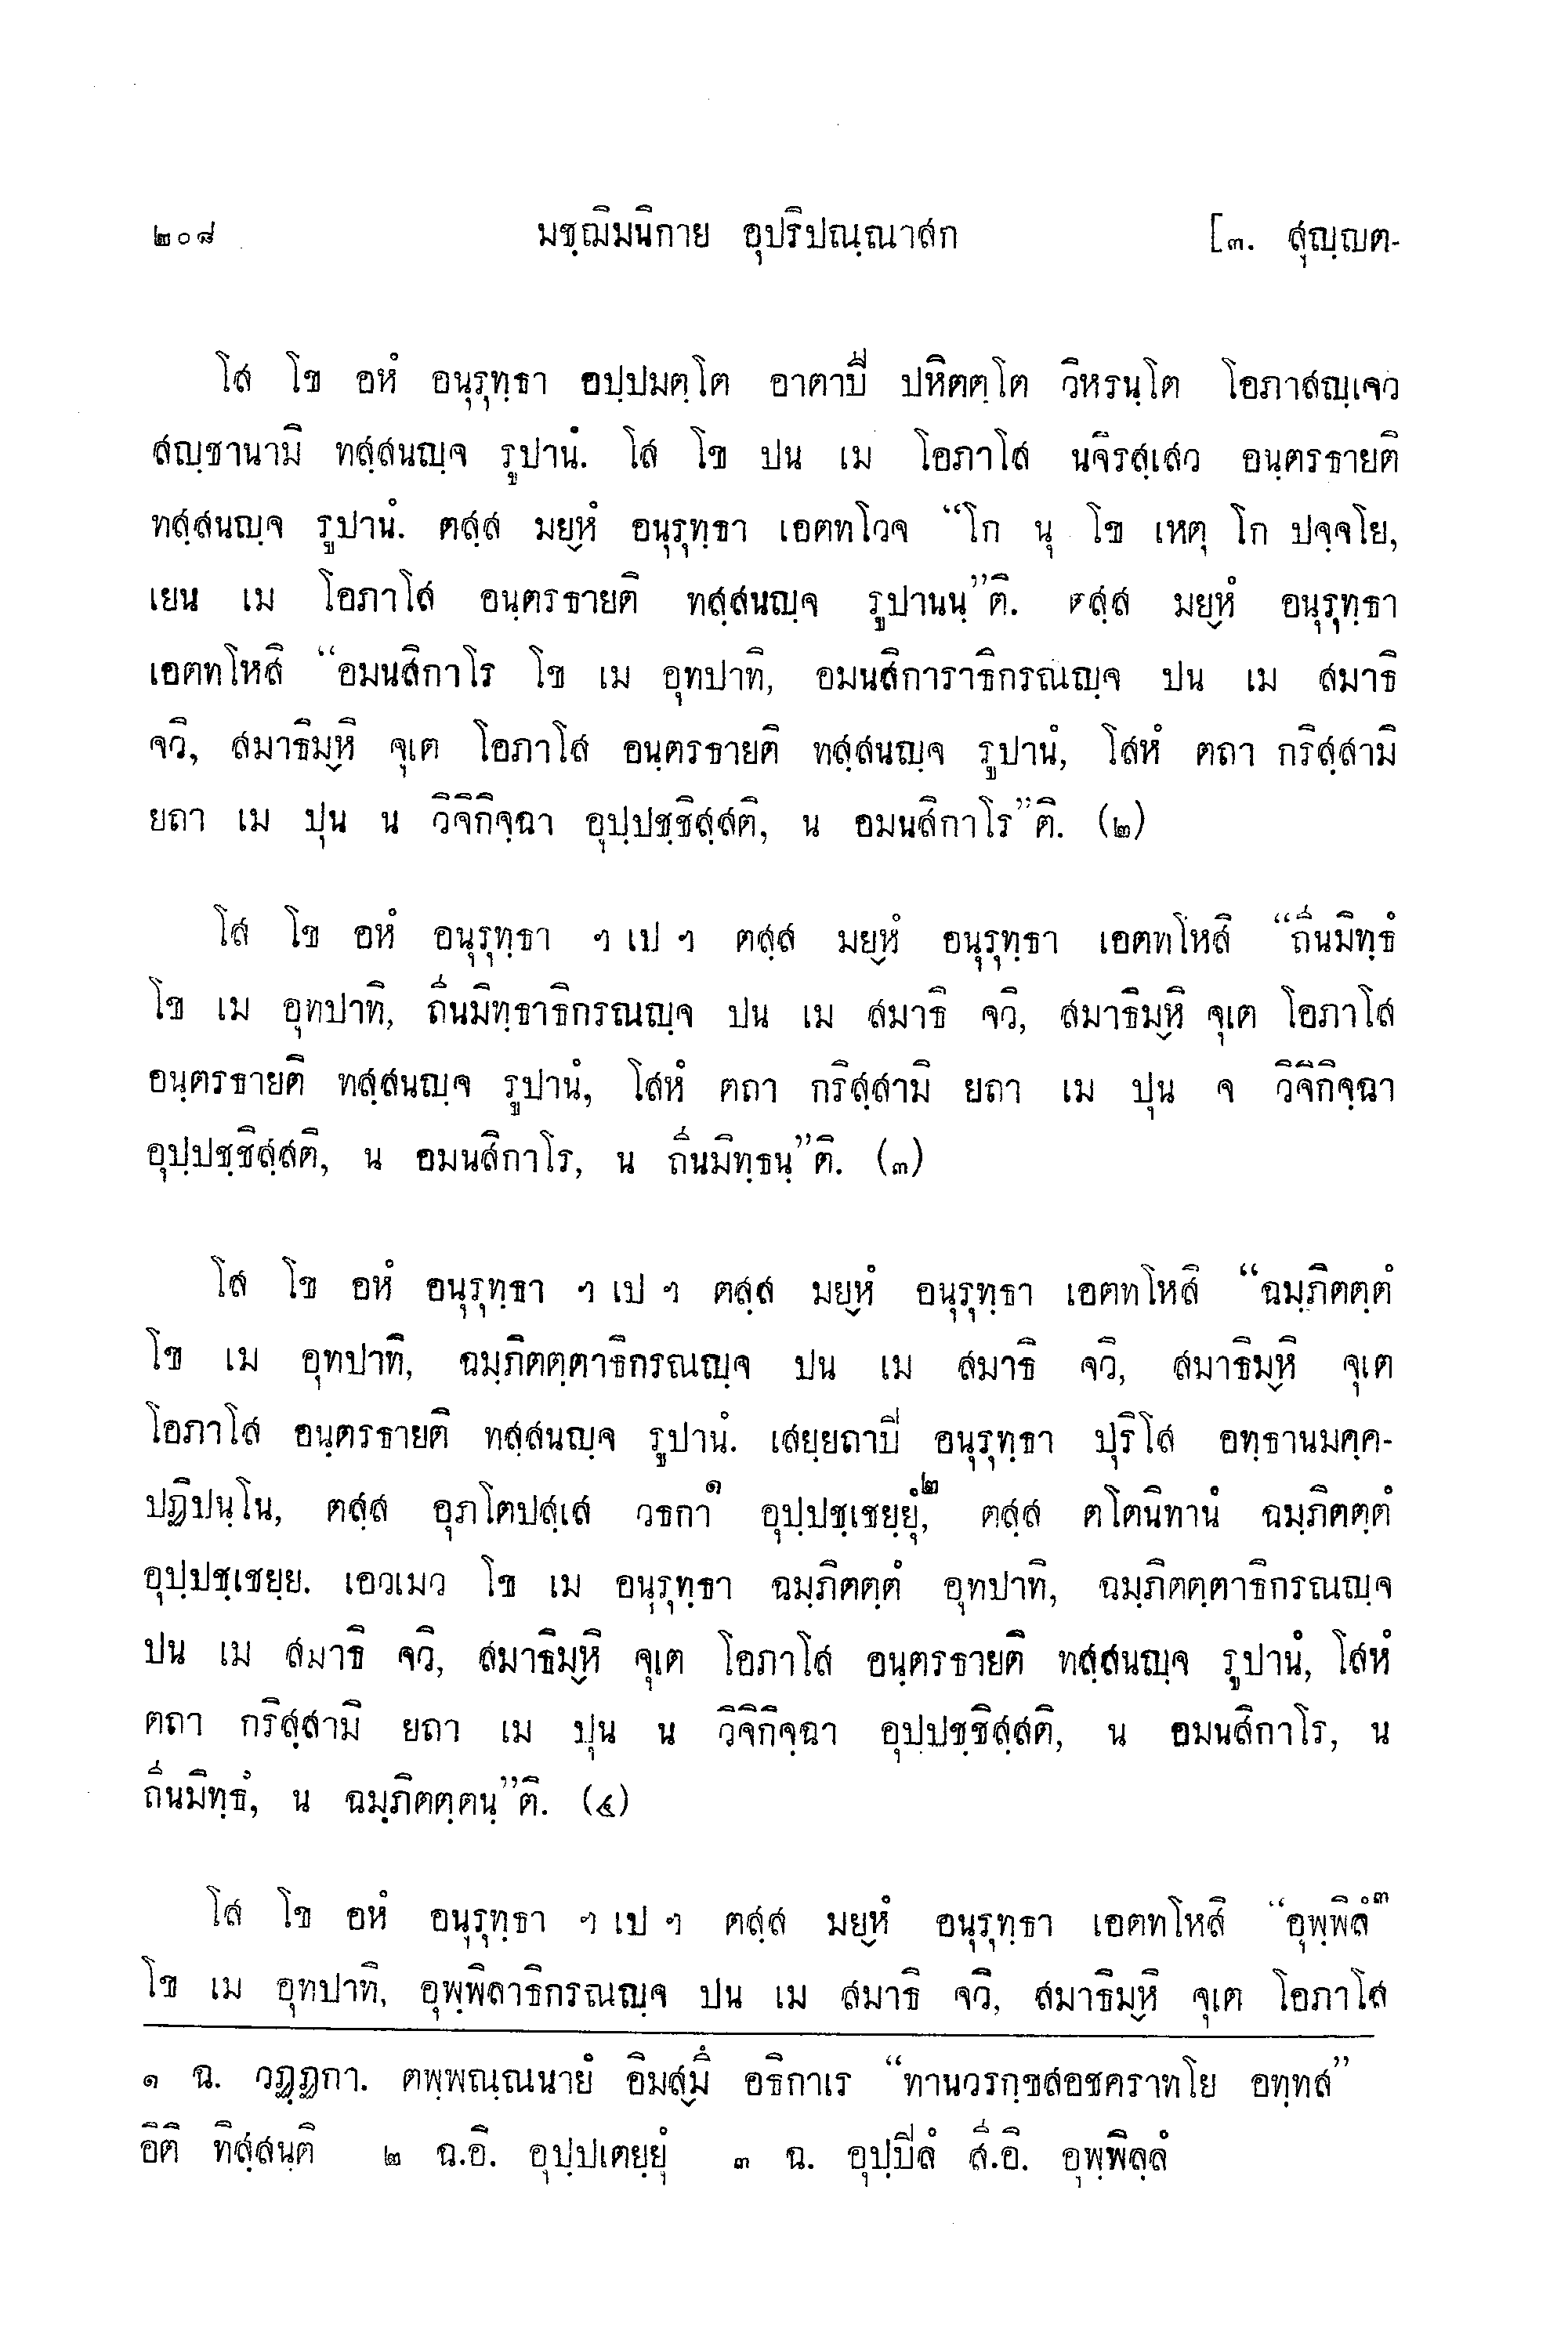 ๒๐๘ มชฺฌิมนิกาย อุปริปณฺณาสก [๓. สุญฺญต-
โส โข อหํ อนุรุทฺธา อปฺปมตฺโต อาตาปี ปหิตตฺโต วิหรนฺโต โอภาสญฺเจว
สญฺชานามิ ทสฺสนญฺจ รูปานํ. โส โข ปน เม โอภาโส นจิรสฺเสว อนฺตรธายติ
ทสฺสนญฺจ รูปานํ. ตสฺส มยฺหํ อนุรุทฺธา เอตทโวจ “โก นุ โข เหตุ โก ปจฺจโย,
เยน เม โอภาโส อนฺตรธายติ ทสฺสนญฺจ รูปานนฺ”ติ. ตสฺส มยฺหํ อนุรุทฺธา
เอตทโหสิ “อมนสิกาโร โข เม อุทปาทิ, อมนสิการาธิกรณญฺจ ปน เม สมาธิ
จวิ, สมาธิมฺหิ จุเต โอภาโส อนฺตรธายติ ทสฺสนญฺจ รูปานํ, โสหํ ตถา กริสฺสามิ
ยถา เม ปุน น วิจิกิจฺฉา อุปฺปชฺชิสฺสติ, น อมนสิกาโร”ติ. (๒)
โส โข อหํ อนุรุทฺธา ฯ เป ฯ ตสฺส มยฺหํ อนุรุทฺธา เอตทโหสิ “ถีนมิทฺธํ
โข เม อุทปาทิ, ถีนมิทฺธาธิกรณญฺจ ปน เม สมาธิ จวิ, สมาธิมฺหิ จุเต โอภาโส
อนฺตรธายติ ทสฺสนญฺจ รูปานํ, โสหํ ตถา กริสฺสามิ ยถา เม ปุน จ วิจิกิจฺฉา
อุปฺปชฺชิสฺสติ, น อมนสิกาโร, น ถีนมิทฺธนฺ”ติ. (๓)
โส โข อหํ อนุรุทฺธา ฯ เป ฯ ตสฺส มยฺหํ อนุรุทฺธา เอตทโหสิ “ฉมฺภิตตฺตํ
โข เม อุทปาทิ, ฉมฺภิตตฺตาธิกรณญฺจ ปน เม สมาธิ จวิ, สมาธิมฺหิ จุเต
โอภาโส อนฺตรธายติ ทสฺสนญฺจ รูปานํ. เสยฺยถาปี อนุรุทฺธา ปุริโส อทฺธานมคฺค-
ปฏิปนฺโน, ตสฺส อุภโตปสฺเส วธกา๑ อุปฺปชฺเชยฺยุํ,๒ ตสฺส ตโตนิทานํ ฉมฺภิตตฺตํ
อุปฺปชฺเชยฺย. เอวเมว โข เม อนุรุทฺธา ฉมฺภิตตฺตํ อุทปาทิ, ฉมฺภิตตฺตาธิกรณญฺจ
ปน เม สมาธิ จวิ, สมาธิมฺหิ จุเต โอภาโส อนฺตรธายติ ทสฺสนญฺจ รูปานํ, โสหํ
ตถา กริสฺสามิ ยถา เม ปุน น วิจิกิจฺฉา อุปฺปชฺชิสฺสติ, น อมนสิกาโร, น
ถีนมิทฺธํ, น ฉมฺภิตตฺตนฺ”ติ. (๔)
โส โข อหํ อนุรุทฺธา ฯ เป ฯ ตสฺส มยฺหํ อนุรุทฺธา เอตทโหสิ “อุพฺพิลํ๓
โข เม อุทปาทิ, อุพฺพิลาธิกรณญฺจ ปน เม สมาธิ จวิ, สมาธิมฺหิ จุเต โอภาโส
๑ ฉ. วฏฺฏกา. ตพฺพณฺณนายํ อิมสฺมึ อธิกาเร “ทานวรกฺขสอชคราทโย อทฺทส”
อิติ ทิสฺสนฺติ ๒ ฉ.อิ. อุปฺปเตยฺยุํ ๓ ฉ. อุปฺปีลํ สี.อิ. อุพฺพิลฺลํ